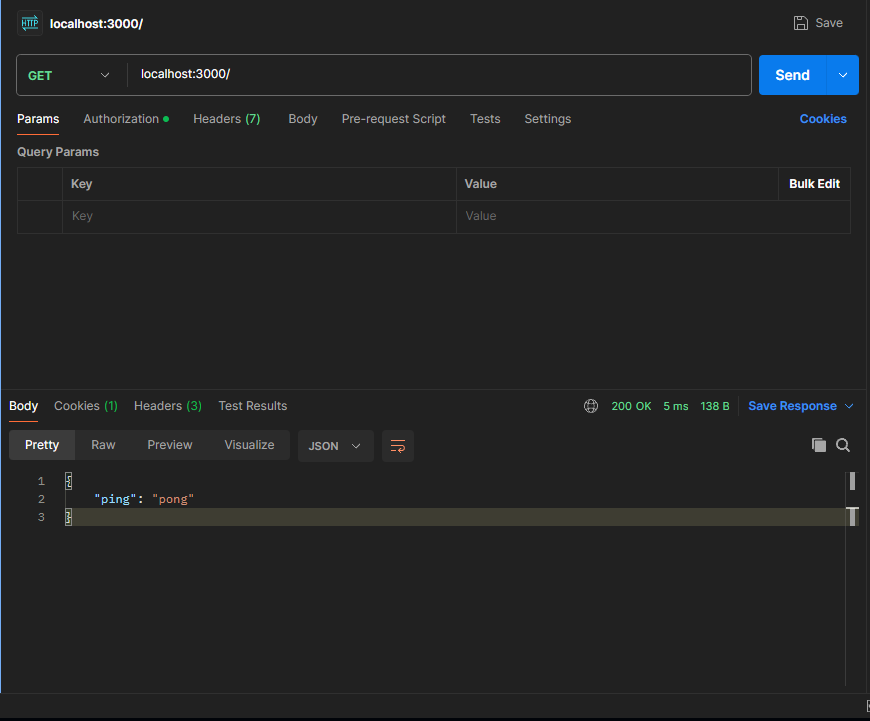 HTTP localhost:3000/ Save
GET localhost:3000/ Send
Params Authorization Headers (7) Body Pre-request Script Tests Settings Cookies
Query Params
Key Value Bulk Edit
Key Value
Body Cookies (1) Headers (3) Test Results 200 OK 5 ms 138 B Save Response
Pretty Raw Preview Visualize JSON
1 {
2 "ping": "pong"
3 }